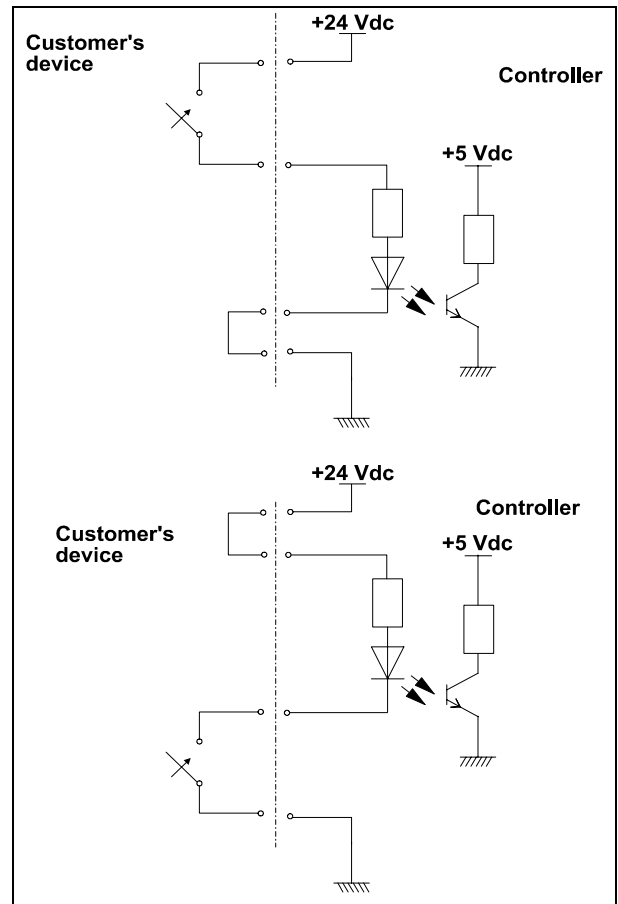 +24 Vdc
Customer's
device
Controller
+5 Vdc
+24 Vdc
Controller
Customer's
device
+5 Vdc